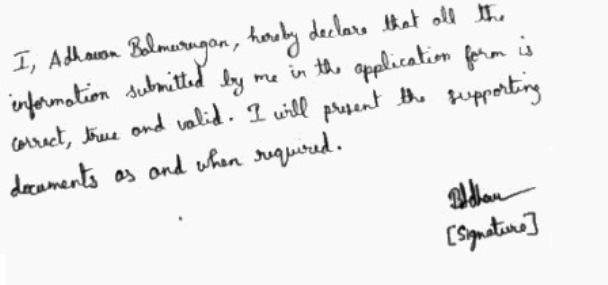 I, Adhavan Balmurugan, hereby declare that all the
information submitted by me in the application form is
correct, true and valid. I will present the supporting
documents as and when required.
[Signature]